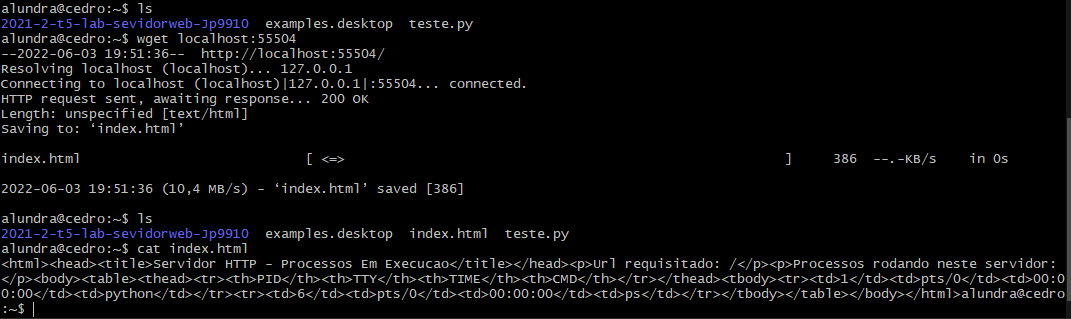 alundra@cedro:~$ ls
2021-2-t5-lab-sevidorweb-Jp9910  examples.desktop  teste.py
alundra@cedro:~$ wget localhost:55504
--2022-06-03 19:51:36--  http://localhost:55504/
Resolving localhost (localhost)... 127.0.0.1
Connecting to localhost (localhost)|127.0.0.1|:55504... connected.
HTTP request sent, awaiting response... 200 OK
Length: unspecified [text/html]
Saving to: ‘index.html’
index.html                            [ <=>                                                        ]     386  --.-KB/s    in 0s
2022-06-03 19:51:36 (10,4 MB/s) - ‘index.html’ saved [386]
alundra@cedro:~$ ls
2021-2-t5-lab-sevidorweb-Jp9910  examples.desktop  index.html  teste.py
alundra@cedro:~$ cat index.html
<html><head><title>Servidor HTTP - Processos Em Execucao</title></head><p>Url requisitado: /</p><p>Processos rodando neste servidor:
</p><body><table><thead><tr><th>PID</th><th>TTY</th><th>TIME</th><th>CMD</th></tr></thead><tbody><tr><td>1</td><td>pts/0</td><td>00:0
0:00</td><td>python</td></tr><tr><td>6</td><td>pts/0</td><td>00:00:00</td><td>ps</td></tr></tbody></table></body></html>alundra@cedro
:~$